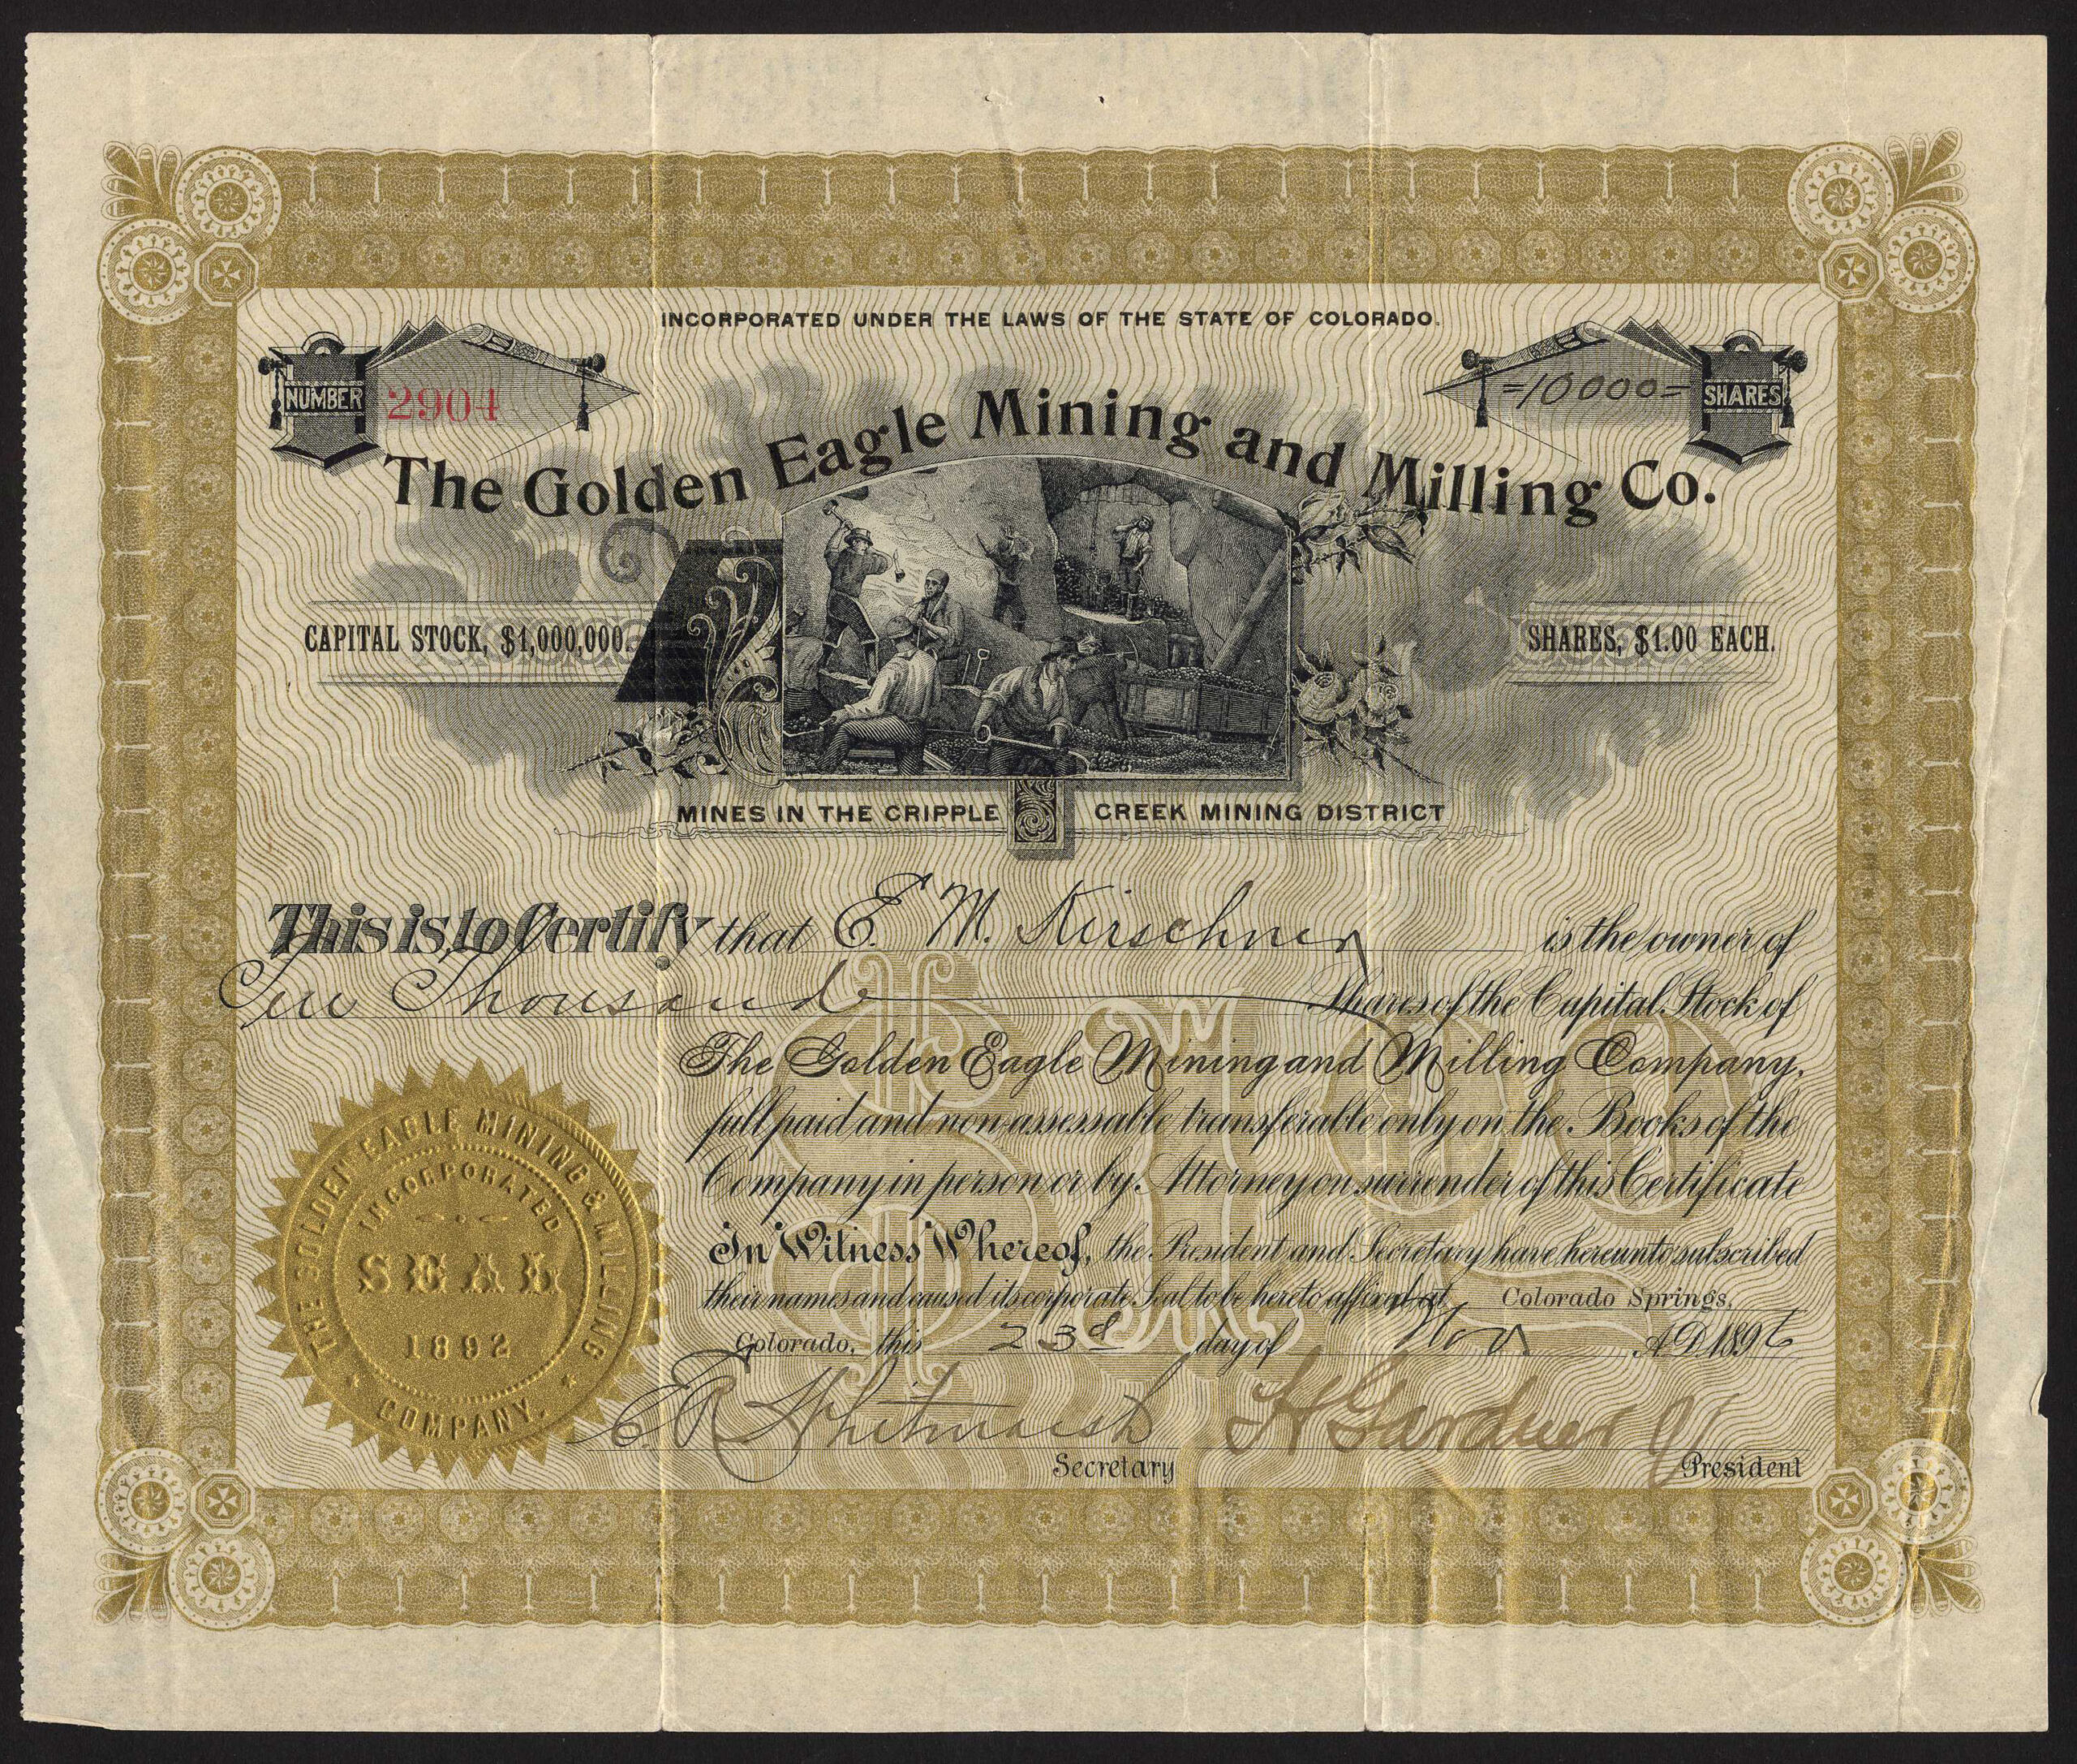 INCORPORATED UNDER THE LAWS OF THE STATE OF COLORADO.
NUMBER 2904
=10000= SHARES
The Golden Eagle Mining and Milling Co.
CAPITAL STOCK, $1,000,000.
SHARES, $1.00 EACH.
MINES IN THE CRIPPLE CREEK MINING DISTRICT
This is to Certify that E. M. Kirschner is the owner of
Ten Thousand Shares of the Capital Stock of
The Golden Eagle Mining and Milling Company,
full paid and non-assessable transferable only on the Books of the
Company in person or by Attorney on surrender of this Certificate
In Witness Whereof, the President and Secretary have hereunto subscribed
their names and caused its corporate Seal to be hereto affixed at Colorado Springs,
Colorado, this 23d day of Nov A.D. 1896
E R Whitmarsh
Secretary
H Gardner
President
$1.00
THE GOLDEN EAGLE MINING & MILLING COMPANY.
INCORPORATED
SEAL
1892